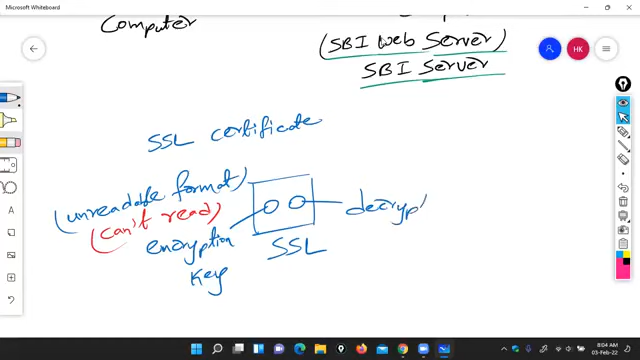 Microsoft Whiteboard
Computer
(SBI Web Server)
SBI Server
HK
SSL certificate
(unreadable format)
(can't read)
encryption
key
decryp
SSL
A
8:04 AM
03-Feb-22